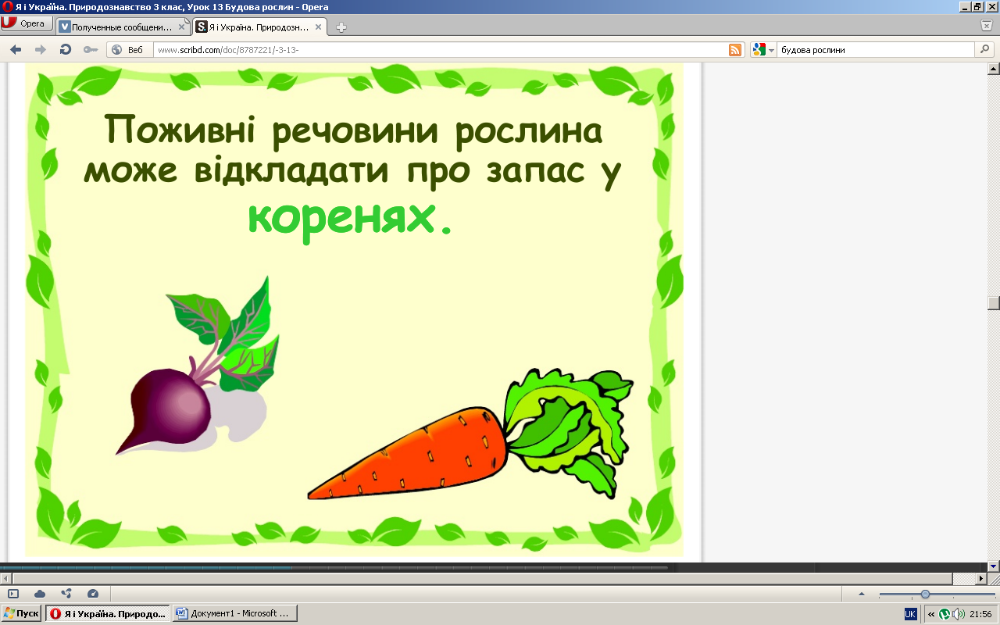 Я і Україна. Природознавство 3 клас, Урок 13 Будова рослин - Opera
Opera
Полученные сообщени...
Я і Україна. Природозн...
Веб
www.scribd.com/doc/8787221/-3-13-
будова рослини
Поживні речовини рослина
може відкладати про запас у
коренях.
Пуск
Я і Україна. Природо...
Документ1 - Microsoft ...
UK
21:56